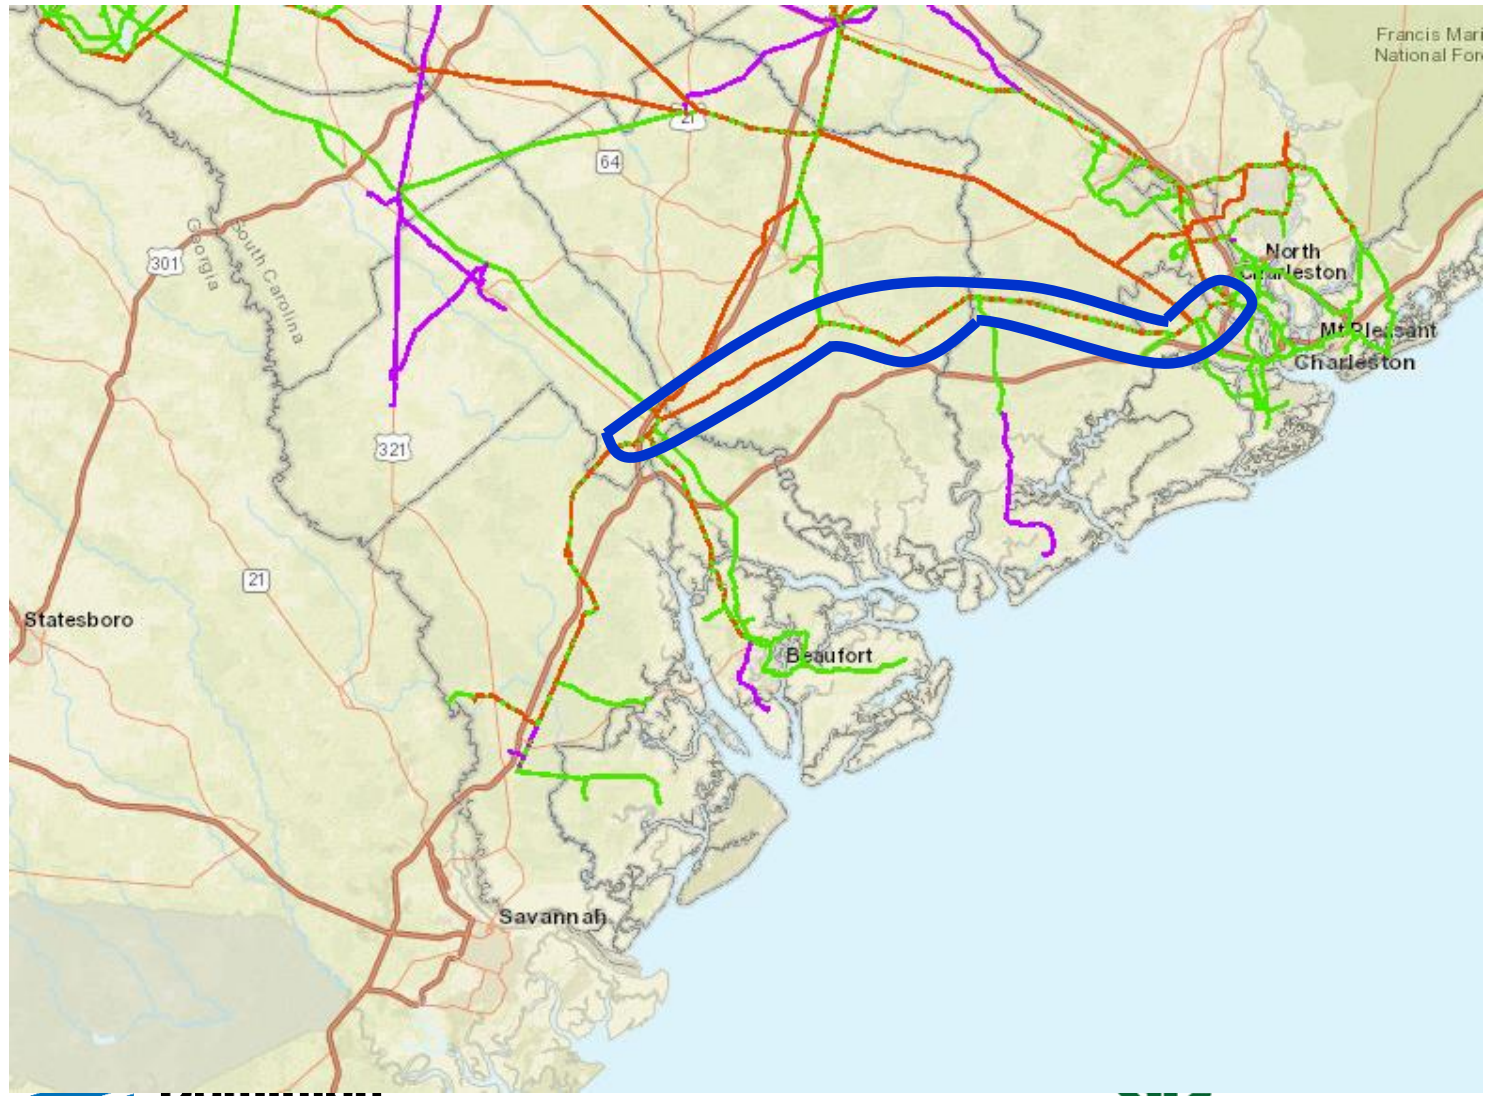 Francis Mari
National For
21
64
North
Charleston
301
Georgia
South Carolina
Mt Pleasant
Charleston
321
21
Statesboro
Beaufort
Savannah